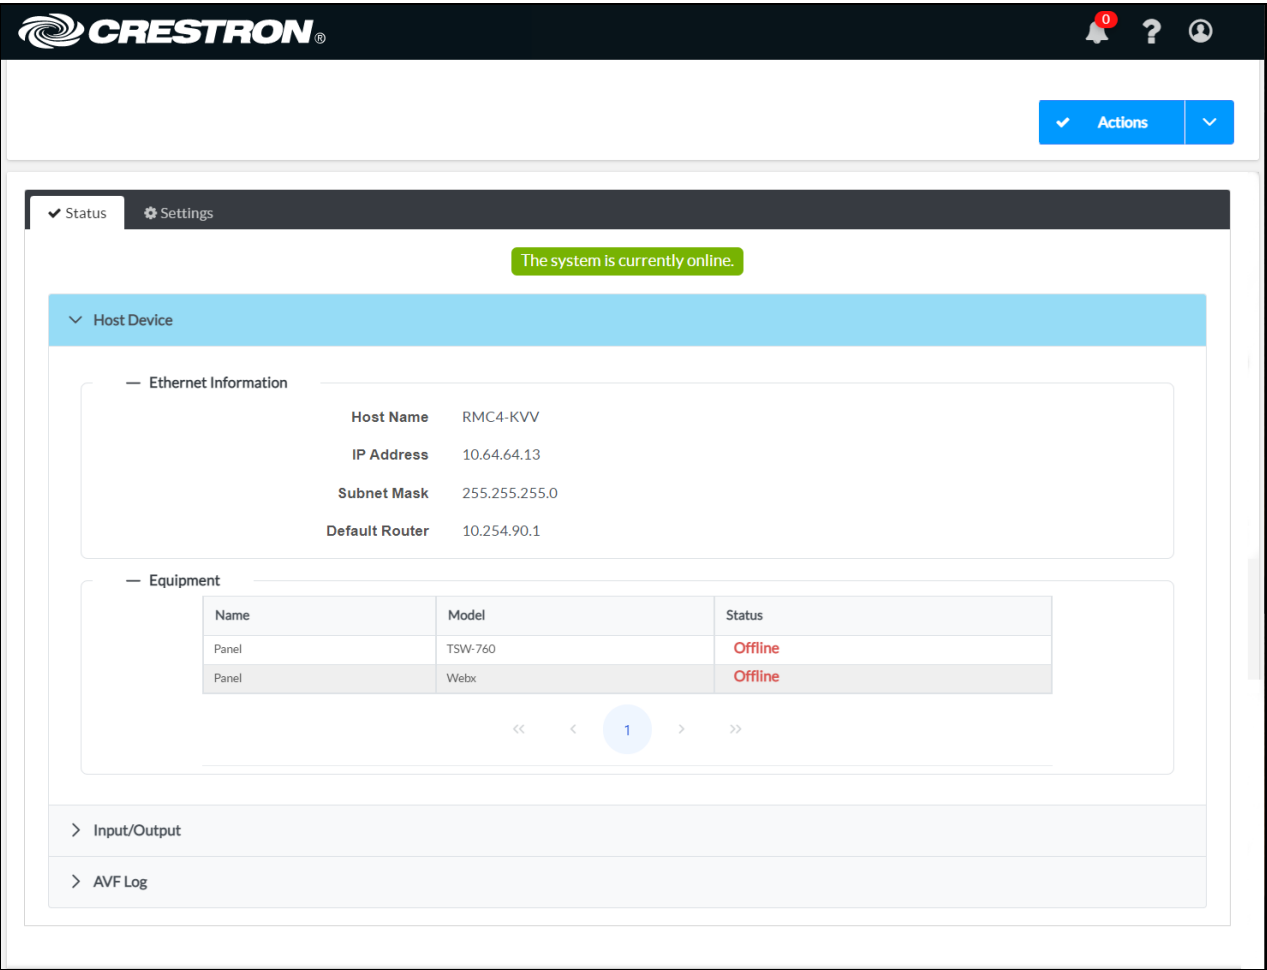 CRESTRON®
0
?
Actions
Status
Settings
The system is currently online.
Host Device
Ethernet Information
Host Name RMC4-KVV
IP Address 10.64.64.13
Subnet Mask 255.255.255.0
Default Router 10.254.90.1
Equipment
Name Model Status
Panel TSW-760 Offline
Panel Webx Offline
« ‹ 1 › »
Input/Output
AVF Log